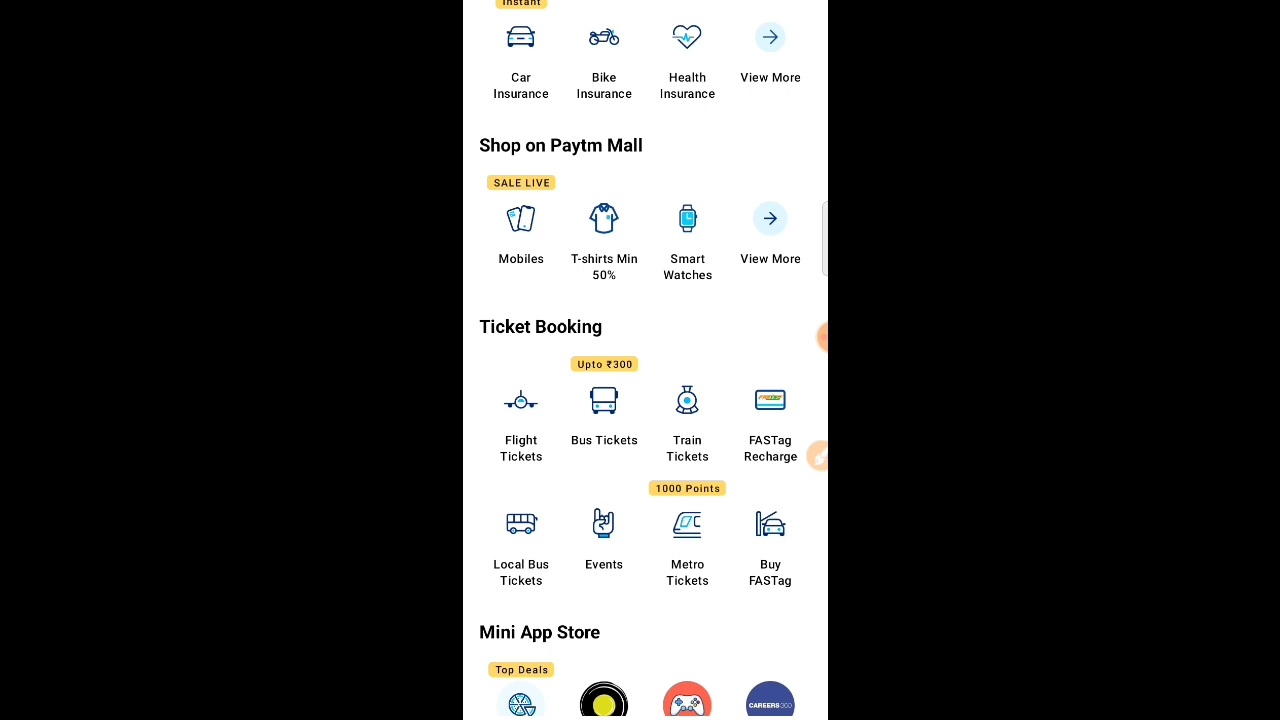 Instant
Car Insurance
Bike Insurance
Health Insurance
View More
Shop on Paytm Mall
SALE LIVE
Mobiles
T-shirts Min 50%
Smart Watches
View More
Ticket Booking
Upto ₹300
Flight Tickets
Bus Tickets
Train Tickets
FASTag Recharge
1000 Points
Local Bus Tickets
Events
Metro Tickets
Buy FASTag
Mini App Store
Top Deals
CAREERS360